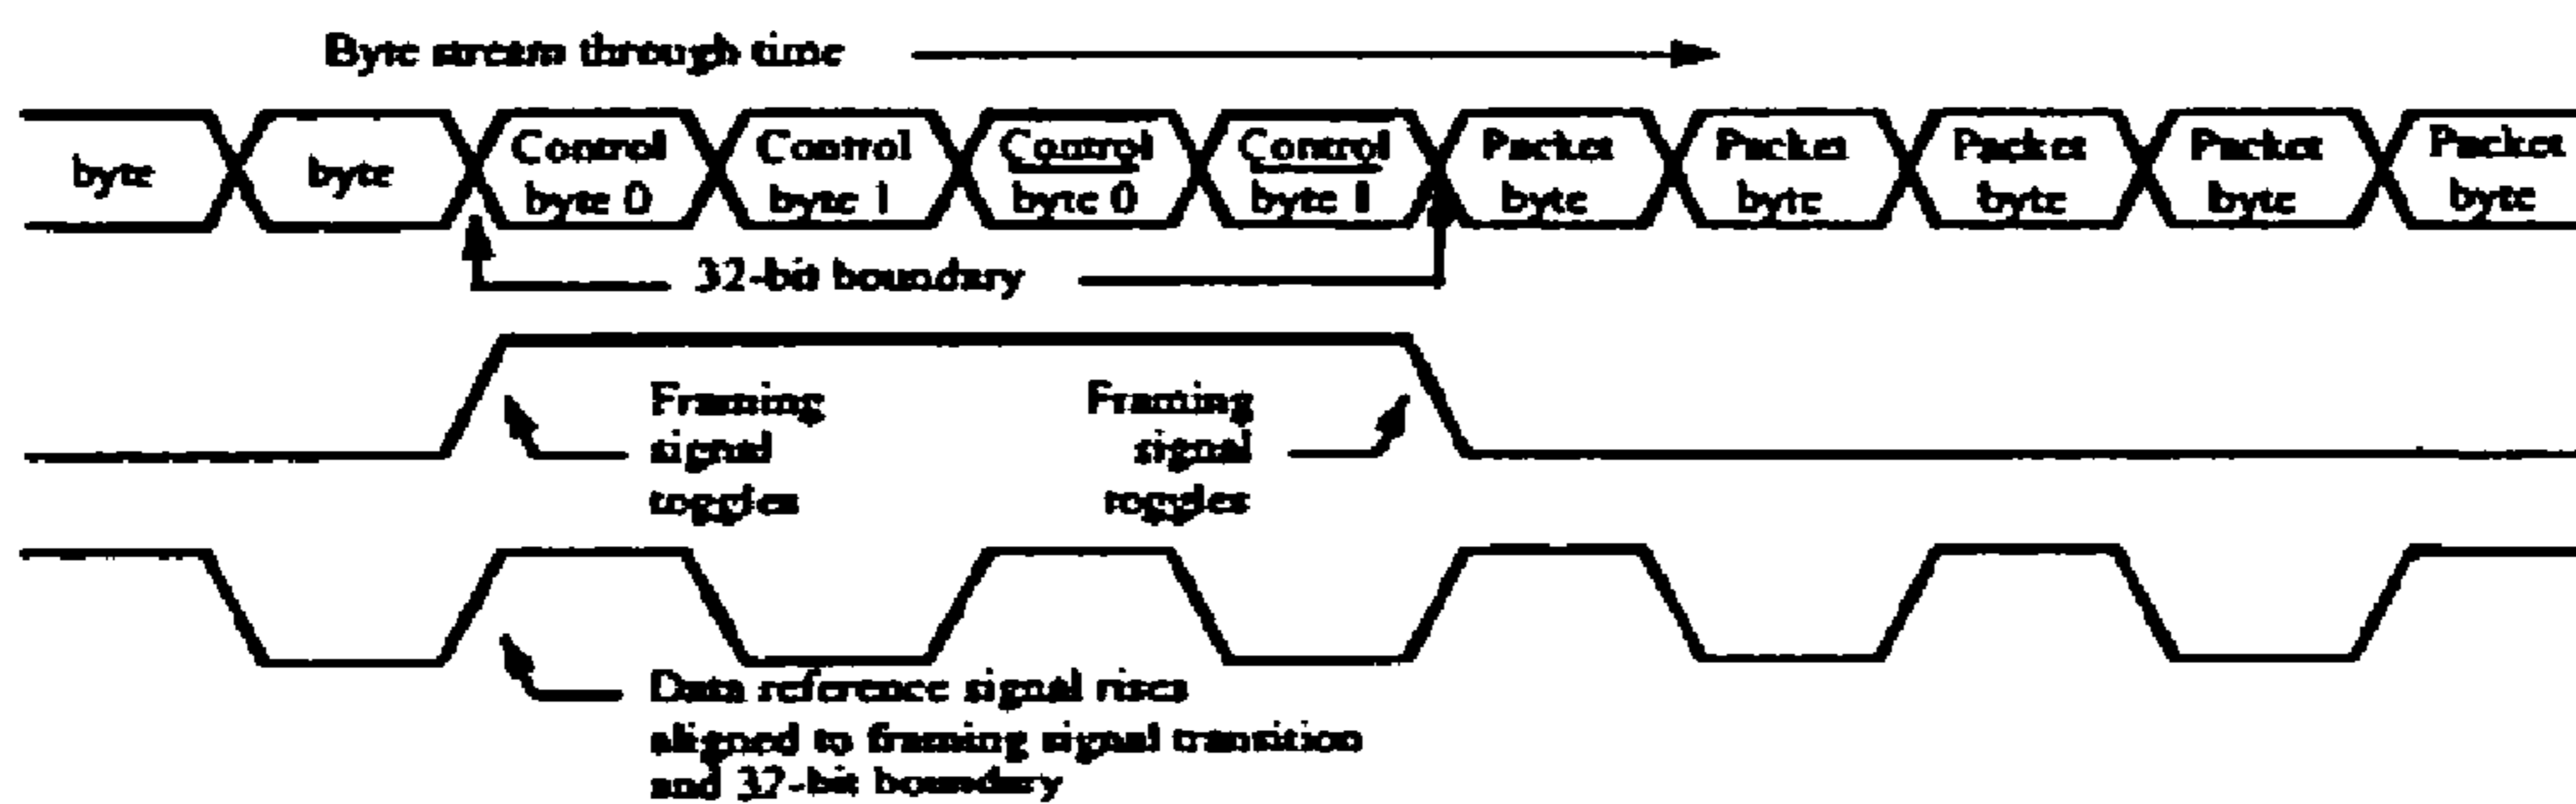 Byte stream through time
byte
byte
Control
byte 0
Control
byte 1
Control
byte 0
Control
byte 1
Packet
byte
Packet
byte
Packet
byte
Packet
byte
Packet
byte
32-bit boundary
Framing
signal
toggles
Framing
signal
toggles
Data reference signal rises
aligned to framing signal transition
and 32-bit boundary